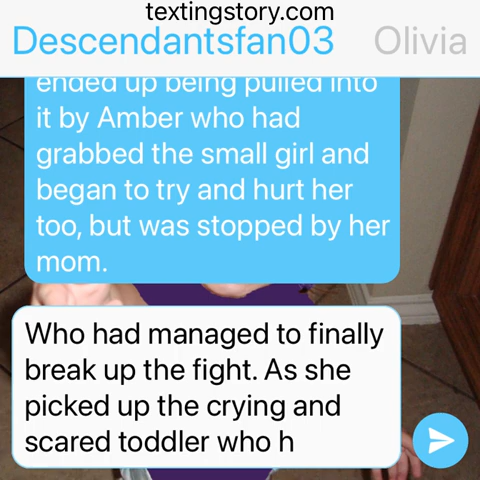 textingstory.com
Descendantsfan03 Olivia
ended up being pulled into
it by Amber who had
grabbed the small girl and
began to try and hurt her
too, but was stopped by her
mom.
Who had managed to finally
break up the fight. As she
picked up the crying and
scared toddler who h